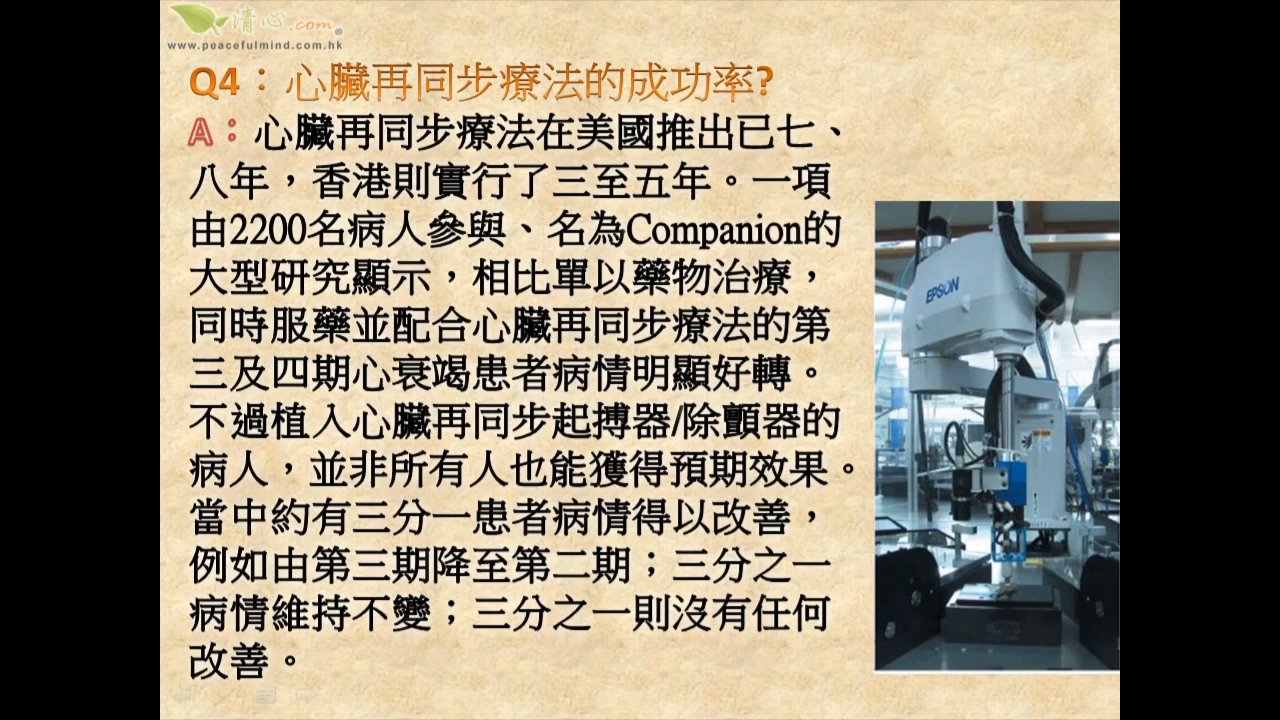 清心.com®
www.peacefulmind.com.hk
Q4：心臟再同步療法的成功率?
A：心臟再同步療法在美國推出已七、
八年，香港則實行了三至五年。一項
由2200名病人參與、名為Companion的
大型研究顯示，相比單以藥物治療，
同時服藥並配合心臟再同步療法的第
三及四期心衰竭患者病情明顯好轉。
不過植入心臟再同步起搏器/除顫器的
病人，並非所有人也能獲得預期效果。
當中約有三分一患者病情得以改善，
例如由第三期降至第二期；三分之一
病情維持不變；三分之一則沒有任何
改善。
EPSON